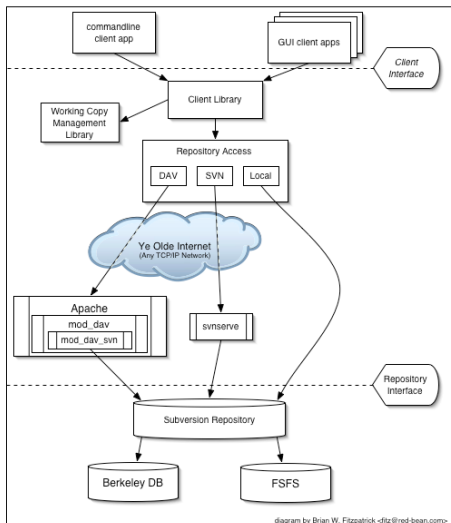 commandline
client app
GUI client apps
Client
Interface
Client Library
Working Copy
Management
Library
Repository Access
DAV
SVN
Local
Ye Olde Internet
(Any TCP/IP Network)
Apache
mod_dav
mod_dav_svn
svnserve
Repository
Interface
Subversion Repository
Berkeley DB
FSFS
diagram by Brian W. Fitzpatrick <fitz@red-bean.com>